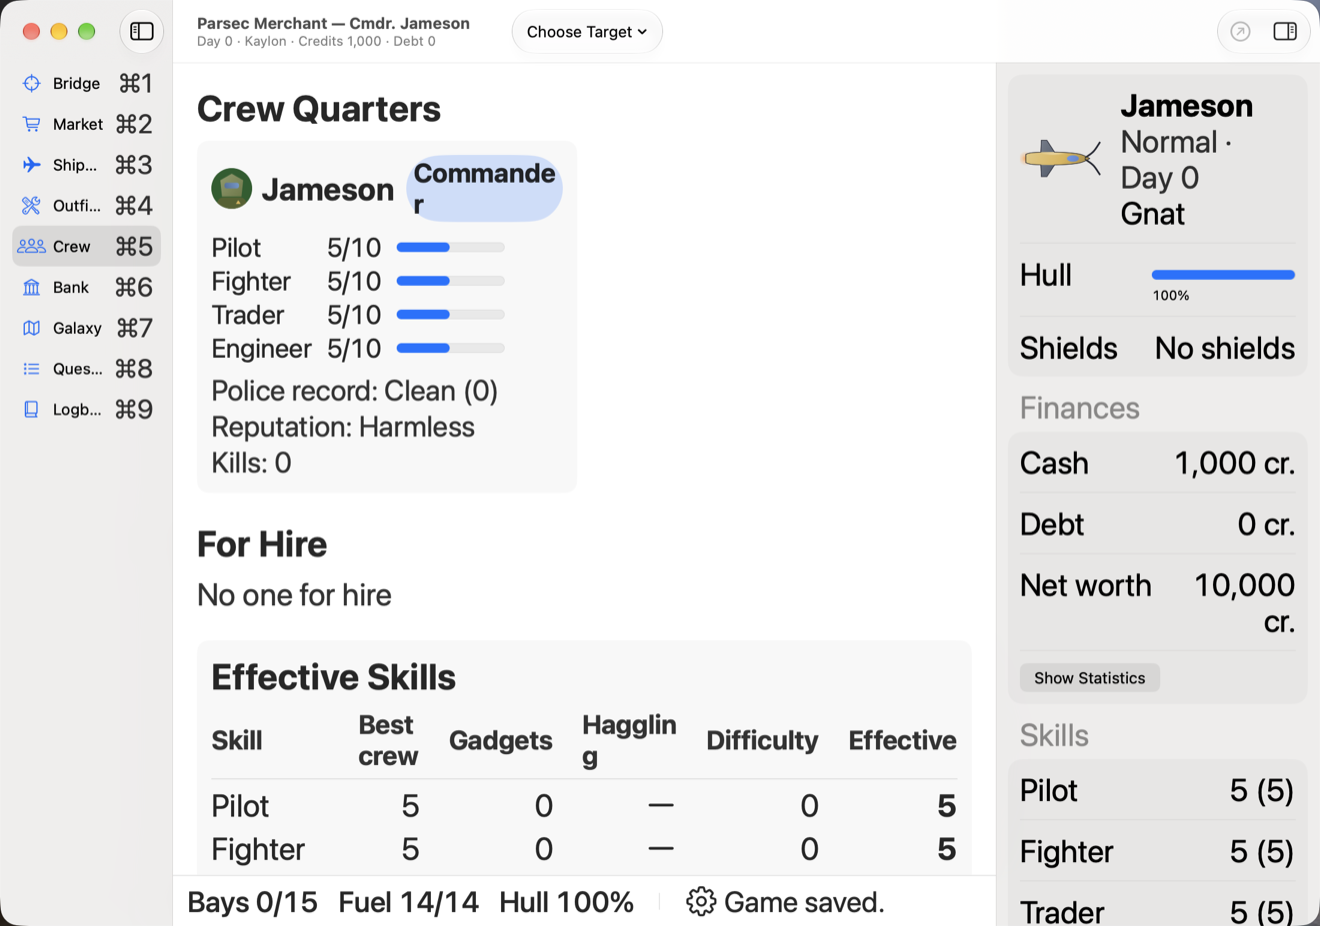 Parsec Merchant — Cmdr. Jameson
Day 0 · Kaylon · Credits 1,000 · Debt 0
Choose Target
Bridge ⌘1
Market ⌘2
Ship... ⌘3
Outfi... ⌘4
Crew ⌘5
Bank ⌘6
Galaxy ⌘7
Ques... ⌘8
Logb... ⌘9
Crew Quarters
Jameson
Commande
r
Pilot 5/10
Fighter 5/10
Trader 5/10
Engineer 5/10
Police record: Clean (0)
Reputation: Harmless
Kills: 0
For Hire
No one for hire
Effective Skills
Skill Best crew Gadgets Hagglin
g Difficulty Effective
Pilot 5 0 — 0 5
Fighter 5 0 — 0 5
Bays 0/15 Fuel 14/14 Hull 100% Game saved.
Jameson
Normal ·
Day 0
Gnat
Hull
100%
Shields No shields
Finances
Cash 1,000 cr.
Debt 0 cr.
Net worth 10,000
cr.
Show Statistics
Skills
Pilot 5 (5)
Fighter 5 (5)
Trader 5 (5)